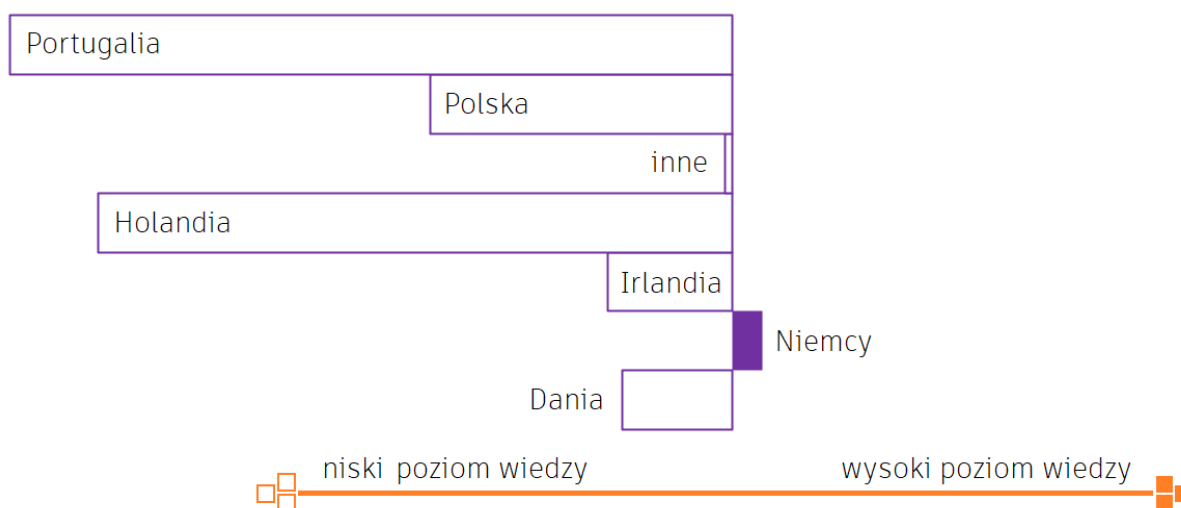 Portugalia
Polska
inne
Holandia
Irlandia
Niemcy
Dania
niski poziom wiedzy
wysoki poziom wiedzy